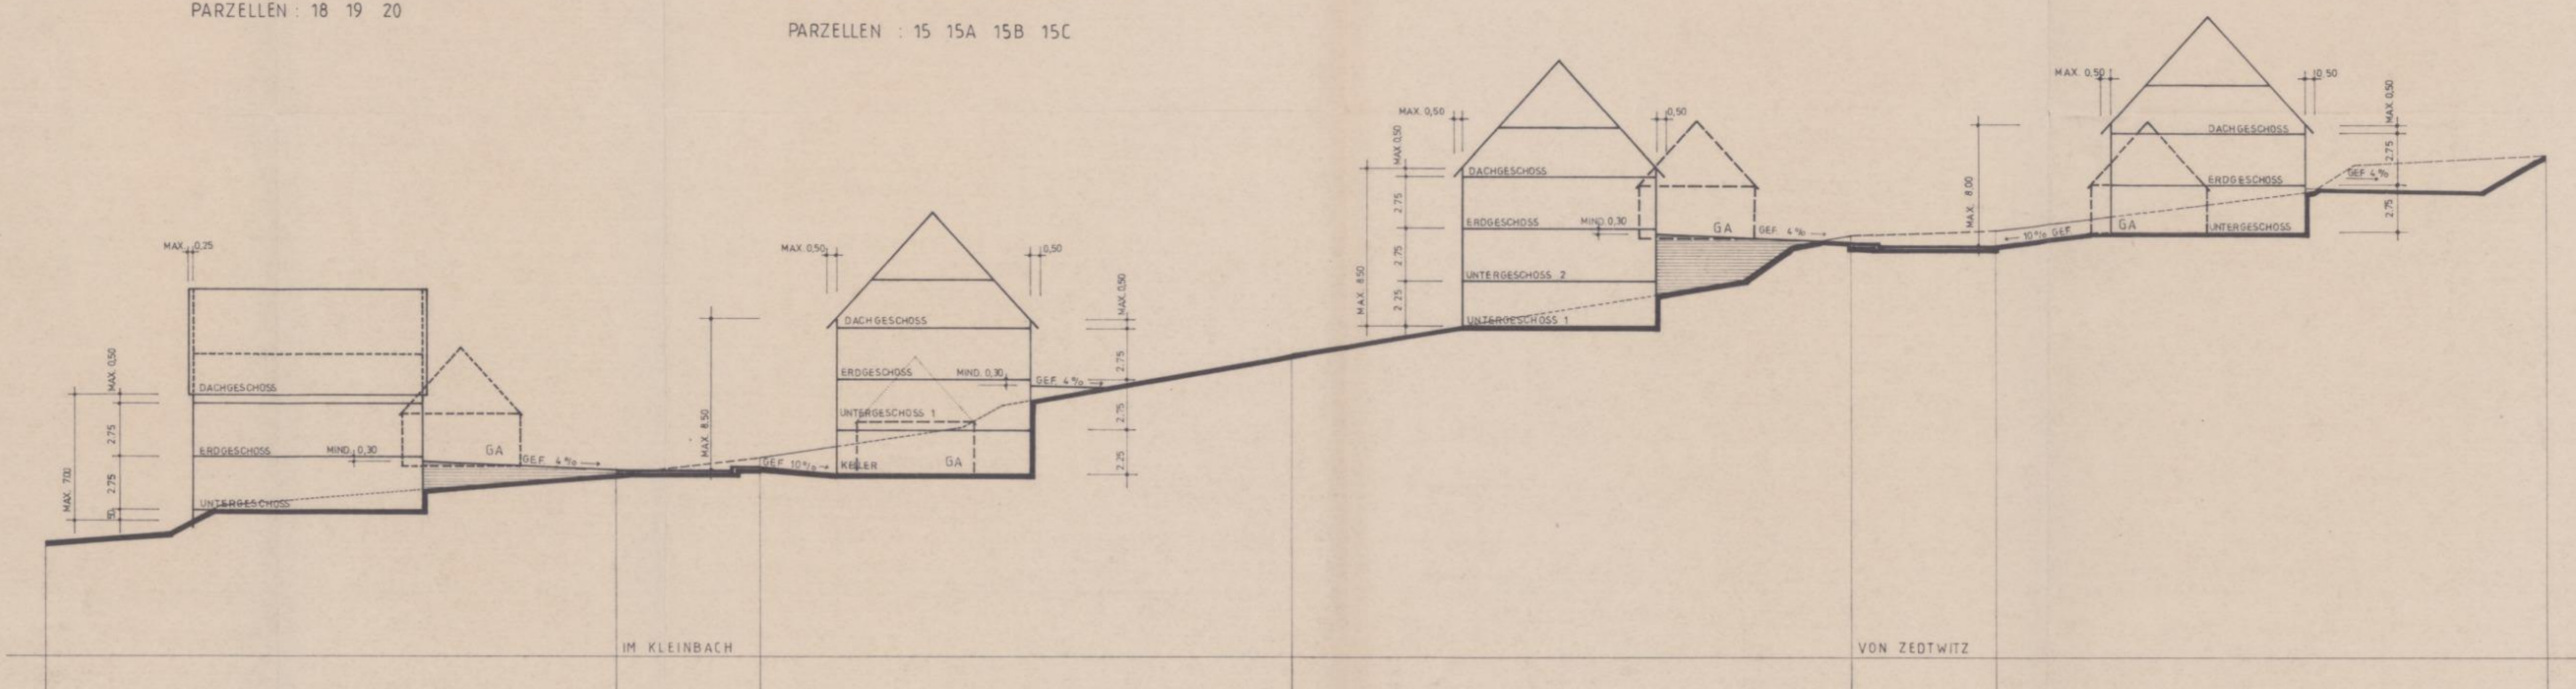 PARZELLEN : 18 19 20
PARZELLEN : 15 15A 15B 15C
MAX. 0,25
MAX. 0,50
2.75
2.75
50
MAX. 7.00
DACHGESCHOSS
ERDGESCHOSS
MIND. 0,30
UNTERGESCHOSS
GA
GEF. 4%
IM KLEINBACH
MAX. 8.50
GEF. 10%
MAX. 0,50
0,50
DACHGESCHOSS
ERDGESCHOSS
MIND. 0,30
UNTERGESCHOSS 1
KELLER
GA
GEF. 4%
MAX. 0,50
2.75
2.75
2.25
MAX. 0,50
0,50
MAX. 0,50
2.75
2.75
2.25
MAX. 8.50
DACHGESCHOSS
ERDGESCHOSS
MIND. 0,30
UNTERGESCHOSS 2
UNTERGESCHOSS 1
GA
GEF. 4%
VON ZEDTWITZ
MAX. 8.00
10% GEF.
MAX. 0,50
0,50
DACHGESCHOSS
ERDGESCHOSS
UNTERGESCHOSS
GA
GEF 4%
MAX. 0,50
2.75
2.75